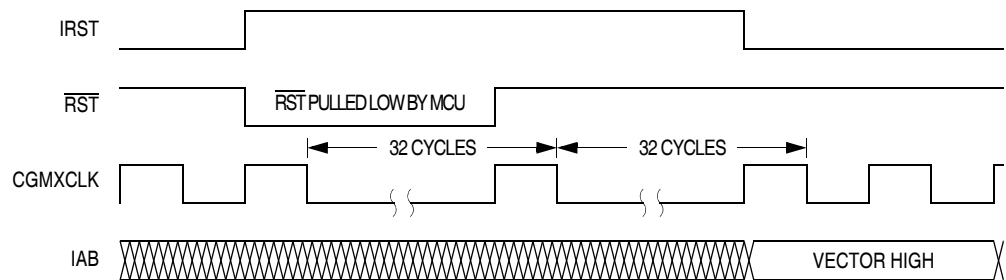 IRST
RST
RST PULLED LOW BY MCU
32 CYCLES
32 CYCLES
CGMXCLK
IAB
VECTOR HIGH